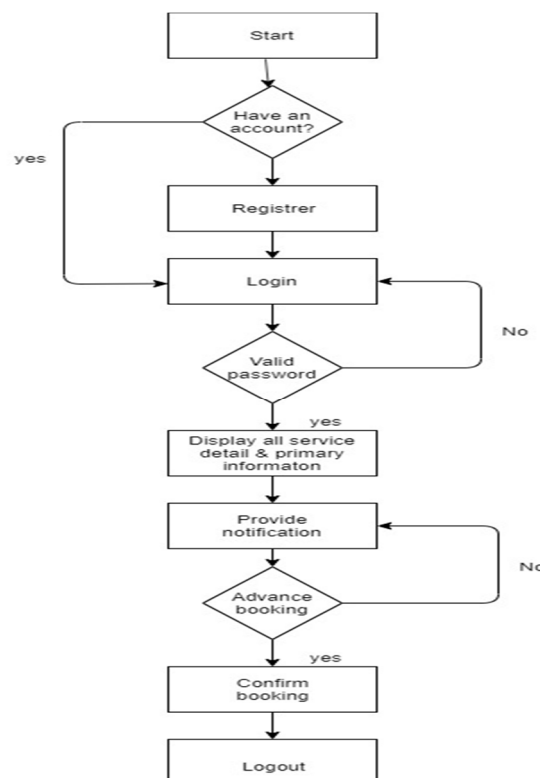 Start
Have an
account?
yes
Registrer
Login
No
Valid
password
yes
Display all service
detail & primary
informaton
Provide
notification
No
Advance
booking
yes
Confirm
booking
Logout